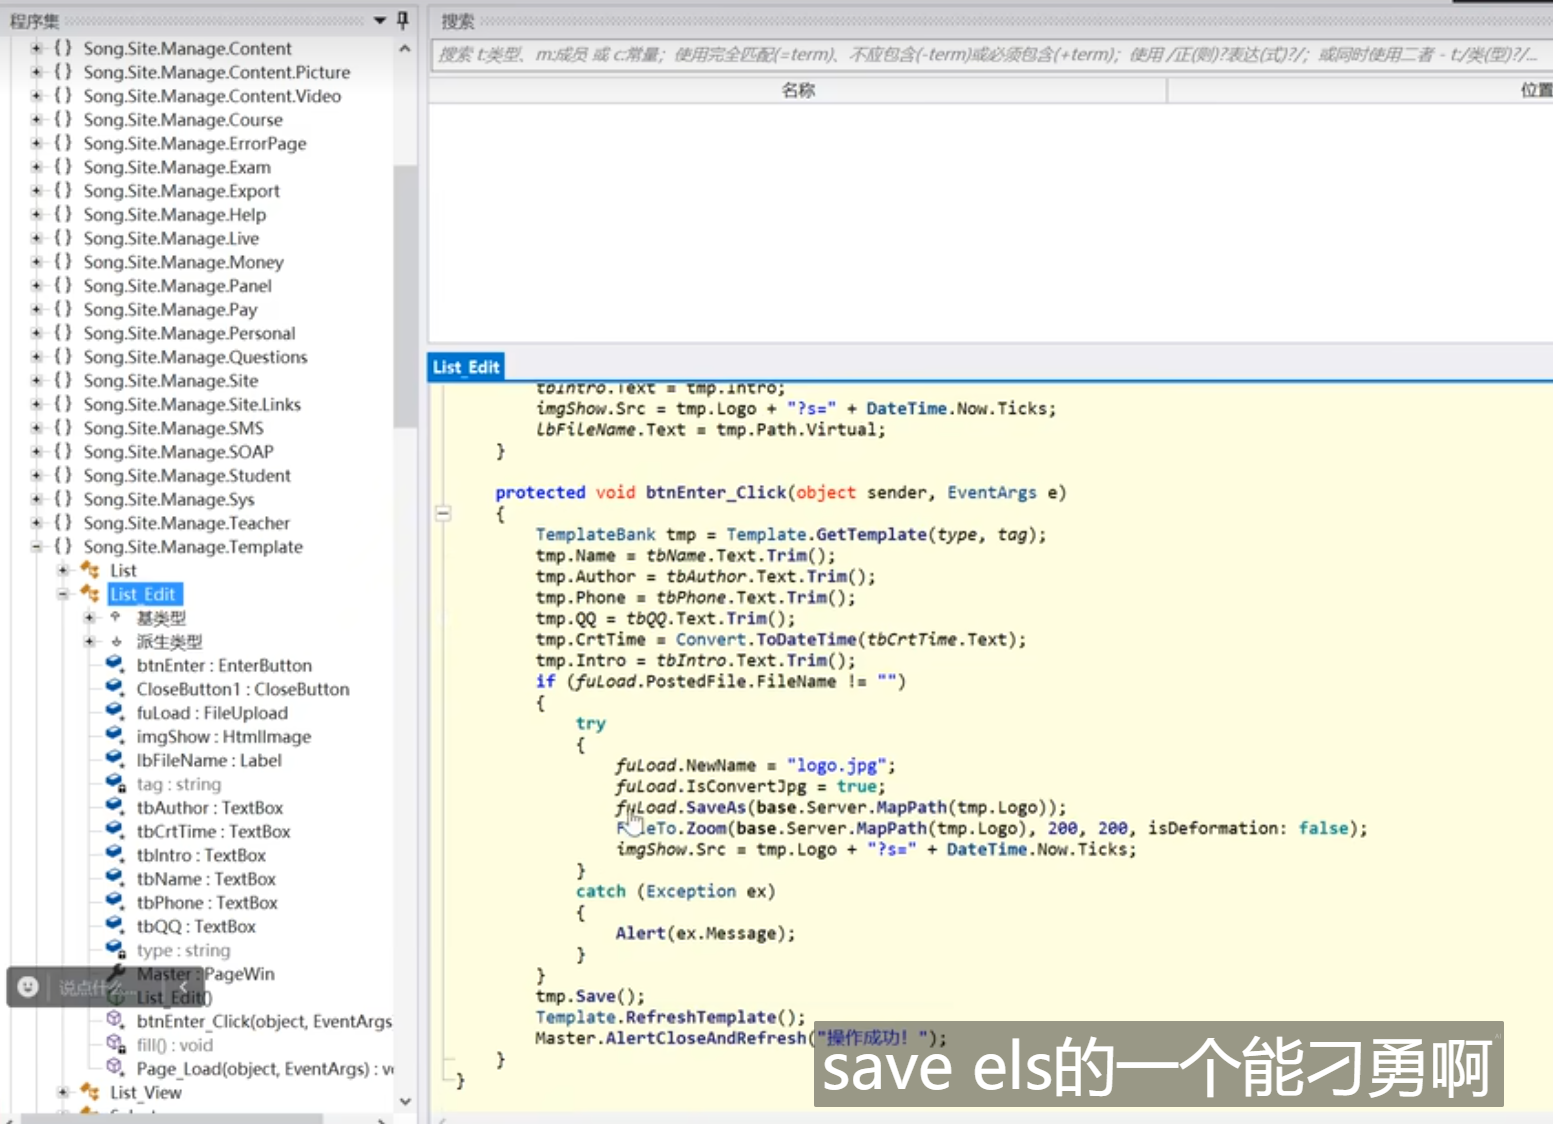 程序集
Song.Site.Manage.Content
Song.Site.Manage.Content.Picture
Song.Site.Manage.Content.Video
Song.Site.Manage.Course
Song.Site.Manage.ErrorPage
Song.Site.Manage.Exam
Song.Site.Manage.Export
Song.Site.Manage.Help
Song.Site.Manage.Live
Song.Site.Manage.Money
Song.Site.Manage.Panel
Song.Site.Manage.Pay
Song.Site.Manage.Personal
Song.Site.Manage.Questions
Song.Site.Manage.Site
Song.Site.Manage.Site.Links
Song.Site.Manage.SMS
Song.Site.Manage.SOAP
Song.Site.Manage.Student
Song.Site.Manage.Sys
Song.Site.Manage.Teacher
Song.Site.Manage.Template
List
List_Edit
基类型
派生类型
btnEnter : EnterButton
CloseButton1 : CloseButton
fuLoad : FileUpload
imgShow : HtmlImage
lbFileName : Label
tag : string
tbAuthor : TextBox
tbCrtTime : TextBox
tbIntro : TextBox
tbName : TextBox
tbPhone : TextBox
tbQQ : TextBox
type : string
Master : PageWin
说点什么...
List_Edit()
btnEnter_Click(object, EventArgs
fill() : void
Page_Load(object, EventArgs) : v
List_View
搜索
搜索 t:类型、m:成员 或 c:常量；使用完全匹配(=term)、不应包含(-term)或必须包含(+term)；使用 /正(则)?表达(式)?/；或同时使用二者 - t:/类(型)?/...
名称
位置
List_Edit
tbIntro.Text = tmp.Intro;
imgShow.Src = tmp.Logo + "?s=" + DateTime.Now.Ticks;
lbFileName.Text = tmp.Path.Virtual;
}
protected void btnEnter_Click(object sender, EventArgs e)
{
TemplateBank tmp = Template.GetTemplate(type, tag);
tmp.Name = tbName.Text.Trim();
tmp.Author = tbAuthor.Text.Trim();
tmp.Phone = tbPhone.Text.Trim();
tmp.QQ = tbQQ.Text.Trim();
tmp.CrtTime = Convert.ToDateTime(tbCrtTime.Text);
tmp.Intro = tbIntro.Text.Trim();
if (fuLoad.PostedFile.FileName != "")
{
try
{
fuLoad.NewName = "logo.jpg";
fuLoad.IsConvertJpg = true;
fuLoad.SaveAs(base.Server.MapPath(tmp.Logo));
FileTo.Zoom(base.Server.MapPath(tmp.Logo), 200, 200, isDeformation: false);
imgShow.Src = tmp.Logo + "?s=" + DateTime.Now.Ticks;
}
catch (Exception ex)
{
Alert(ex.Message);
}
}
tmp.Save();
Template.RefreshTemplate();
Master.AlertCloseAndRefresh("操作成功！");
}
}
save els的一个能刁勇啊